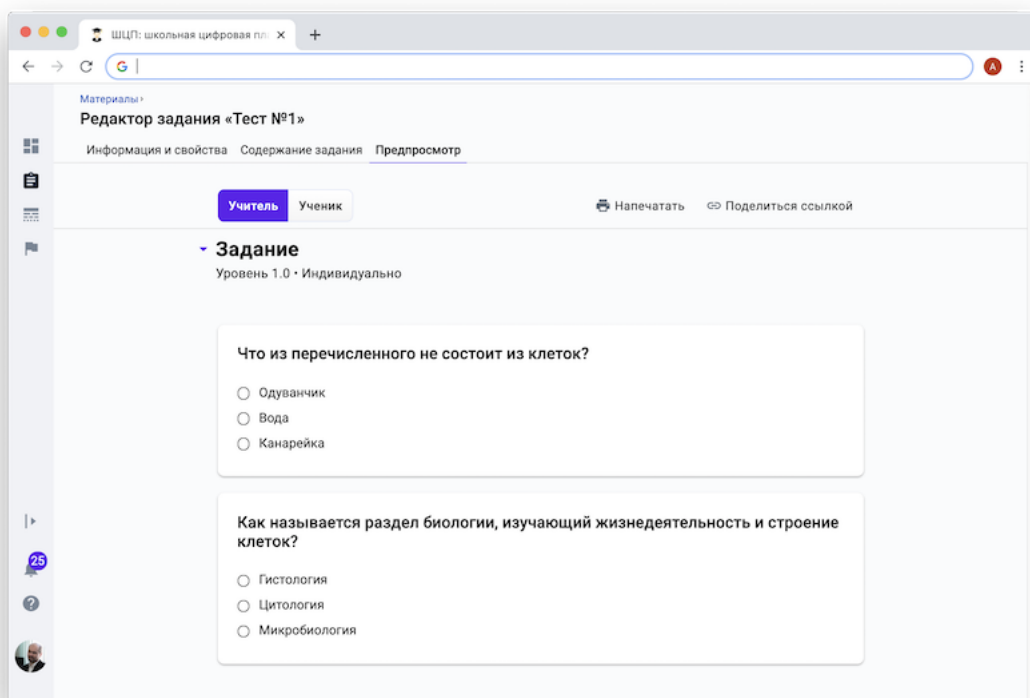 ШЦП: школьная цифровая пл
Материалы
Редактор задания «Тест №1»
Информация и свойства Содержание задания Предпросмотр
Учитель Ученик Напечатать Поделиться ссылкой
Задание
Уровень 1.0 • Индивидуально
Что из перечисленного не состоит из клеток?
Одуванчик
Вода
Канарейка
Как называется раздел биологии, изучающий жизнедеятельность и строение
клеток?
Гистология
Цитология
Микробиология
25
A